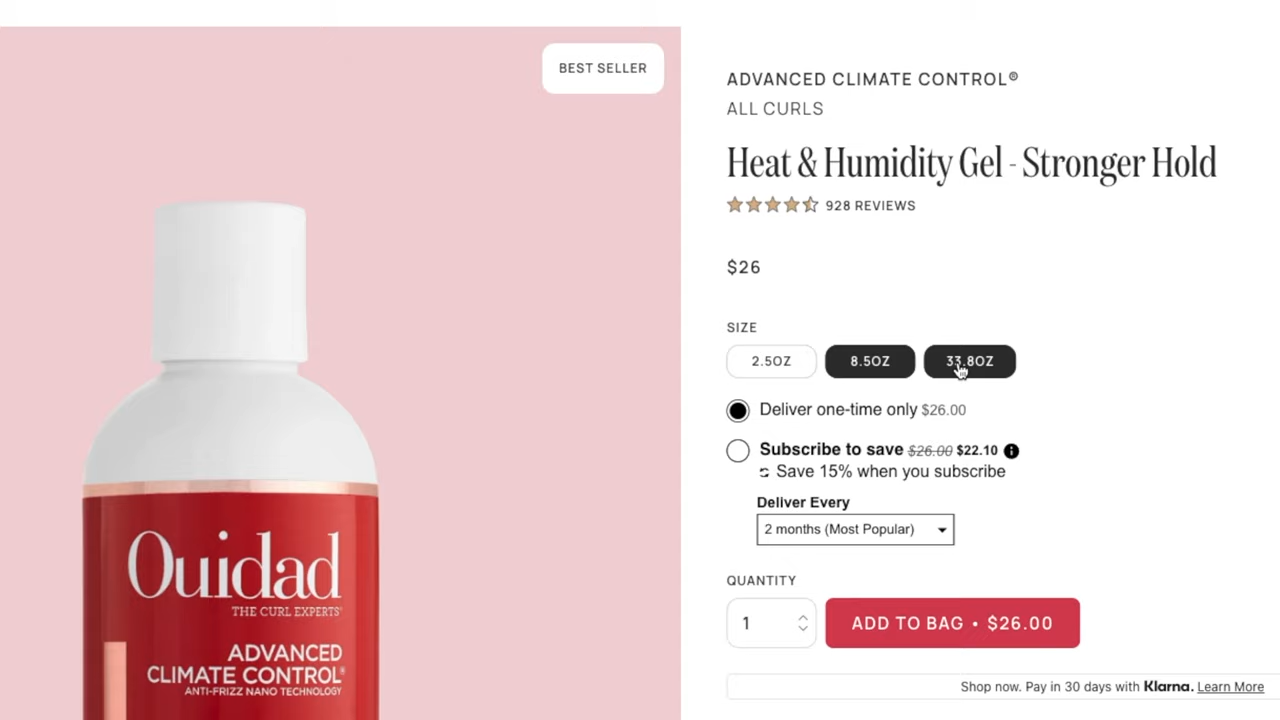 BEST SELLER
Ouidad
THE CURL EXPERTS®
ADVANCED
CLIMATE CONTROL®
ANTI-FRIZZ NANO TECHNOLOGY
ADVANCED CLIMATE CONTROL®
ALL CURLS
Heat & Humidity Gel - Stronger Hold
928 REVIEWS
$26
SIZE
2.5OZ 8.5OZ 33.8OZ
Deliver one-time only $26.00
Subscribe to save $26.00 $22.10
Save 15% when you subscribe
Deliver Every
2 months (Most Popular)
QUANTITY
1 ADD TO BAG • $26.00
Shop now. Pay in 30 days with Klarna. Learn More